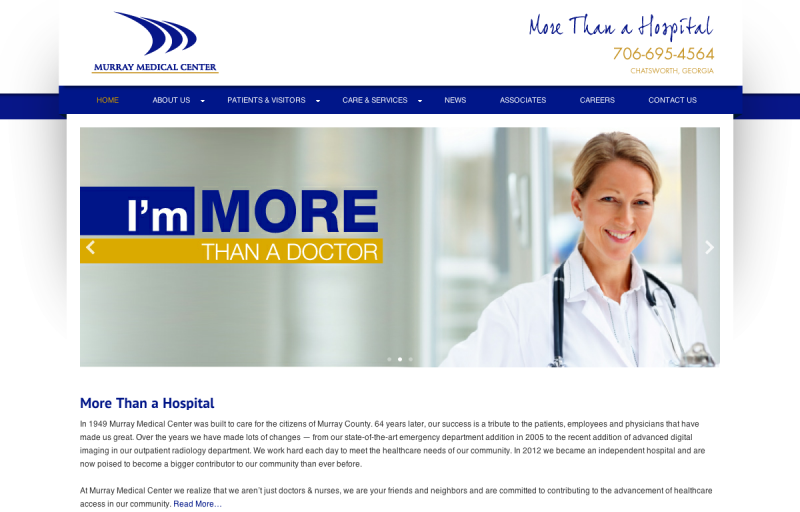 More Than a Hospital
706-695-4564
MURRAY MEDICAL CENTER
CHATSWORTH, GEORGIA
HOME ABOUT US PATIENTS & VISITORS CARE & SERVICES NEWS ASSOCIATES CAREERS CONTACT US
I'm MORE
THAN A DOCTOR
More Than a Hospital
In 1949 Murray Medical Center was built to care for the citizens of Murray County. 64 years later, our success is a tribute to the patients, employees and physicians that have
made us great. Over the years we have made lots of changes — from our state-of-the-art emergency department addition in 2005 to the recent addition of advanced digital
imaging in our outpatient radiology department. We work hard each day to meet the healthcare needs of our community. In 2012 we became an independent hospital and are
now poised to become a bigger contributor to our community than ever before.
At Murray Medical Center we realize that we aren't just doctors & nurses, we are your friends and neighbors and are committed to contributing to the advancement of healthcare
access in our community. Read More…